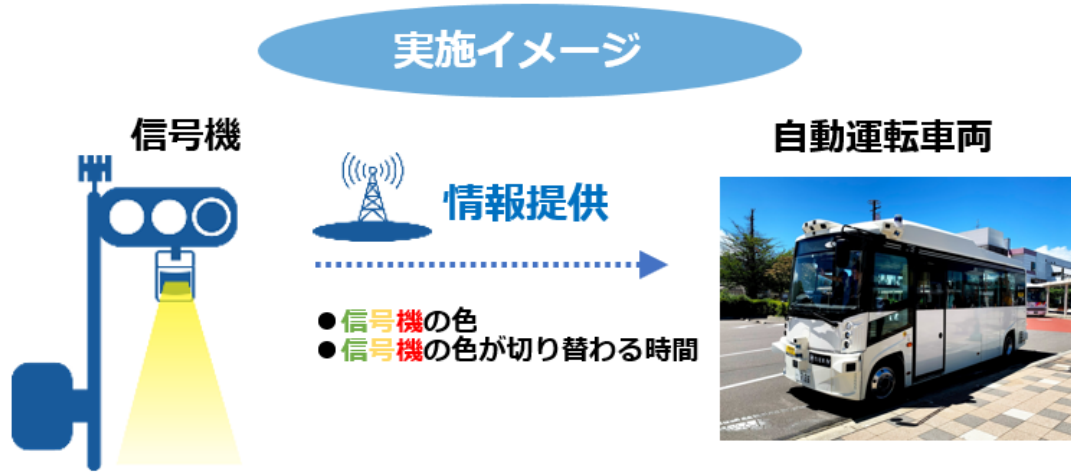 実施イメージ
信号機
自動運転車両
情報提供
●信号機の色
●信号機の色が切り替わる時間